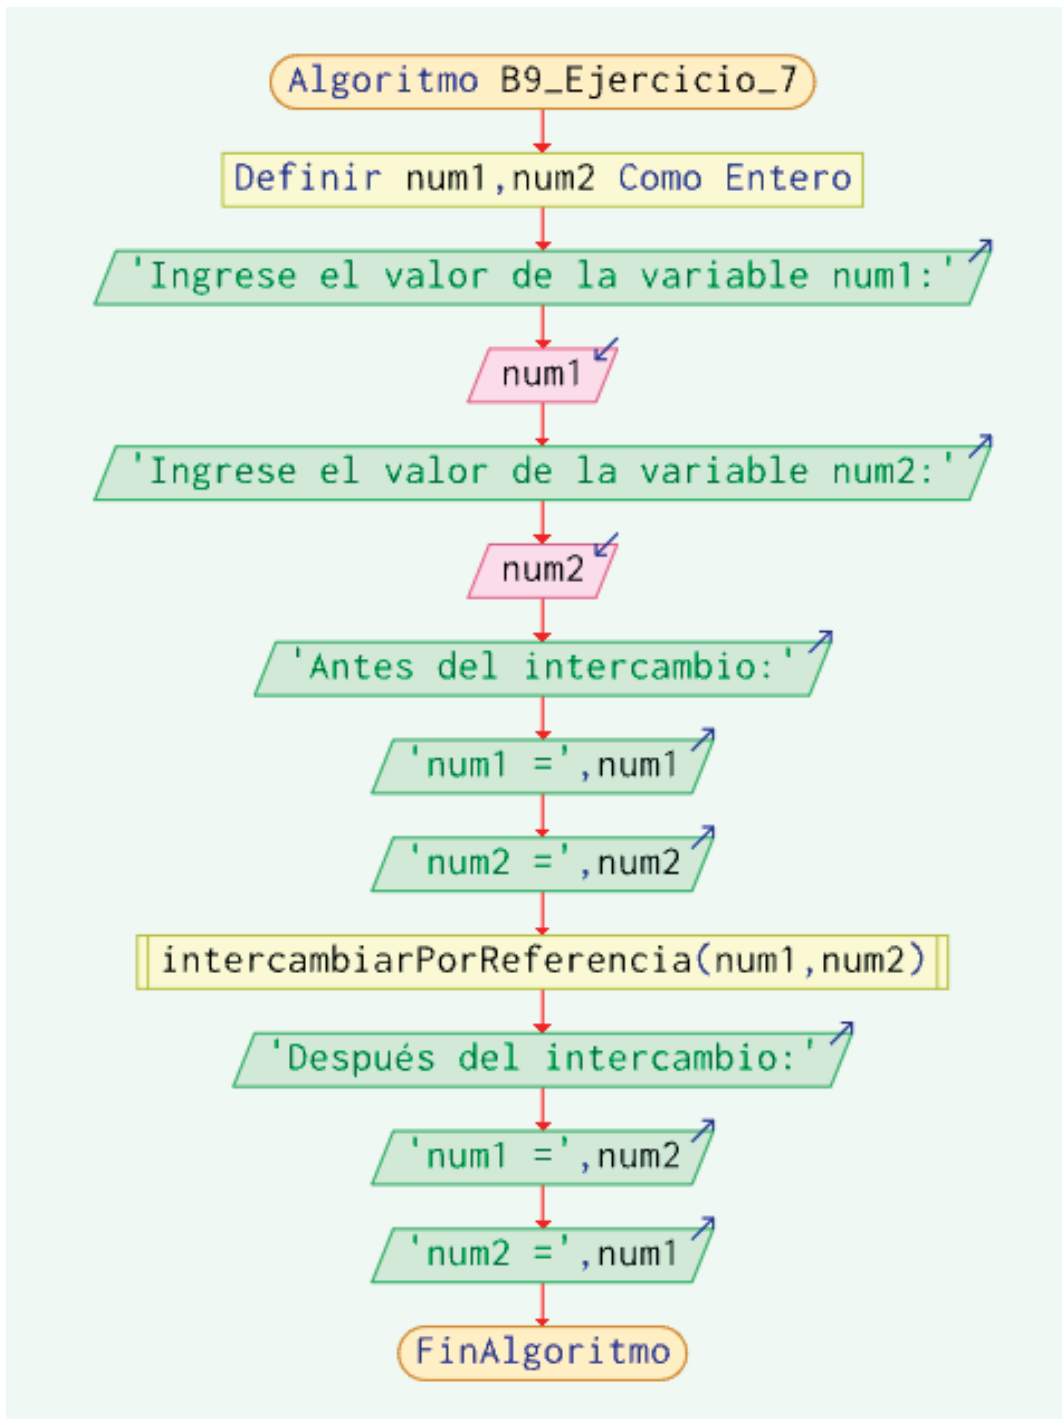 Algoritmo B9_Ejercicio_7
Definir num1,num2 Como Entero
'Ingrese el valor de la variable num1:'
num1
'Ingrese el valor de la variable num2:'
num2
'Antes del intercambio:'
'num1 =',num1
'num2 =',num2
intercambiarPorReferencia(num1,num2)
'Después del intercambio:'
'num1 =',num2
'num2 =',num1
FinAlgoritmo